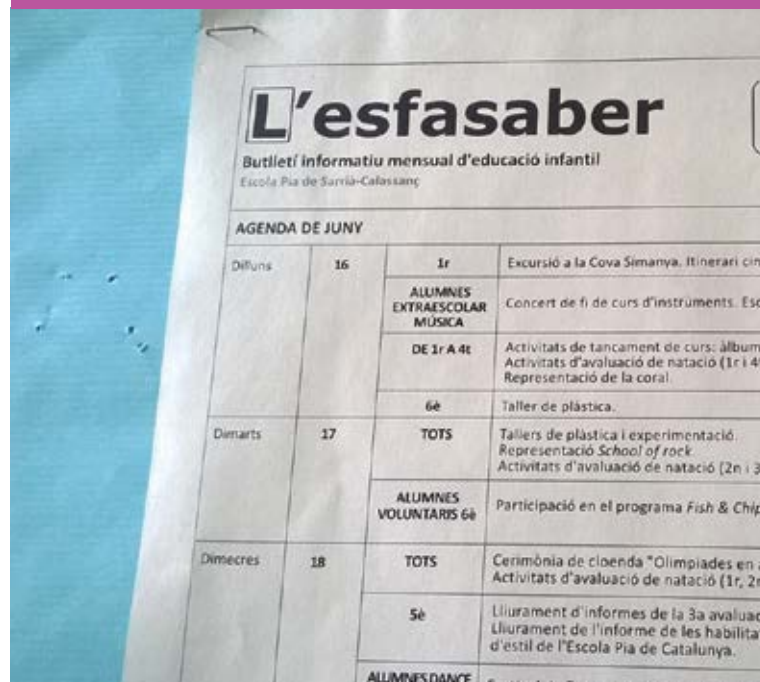 L'esfasaber
Butlletí informatiu mensual d'educació infantil
Escola Pia de Sarrià-Calassanç
AGENDA DE JUNY
Dilluns 16 1r Excursió a la Cova Simanya. Itinerari
ALUMNES
EXTRAESCOLAR
MÚSICA
Concert de fi de curs d'instruments.
DE 1r A 4t
Activitats de tancament de curs: àlbum
Activitats d'avaluació de natació (1r i
Representació de la coral.
6è Taller de plàstica.
Dimarts 17 TOTS
Tallers de plàstica i experimentació.
Representació School of rock
Activitats d'avaluació de natació (2n i 3
ALUMNES
VOLUNTARIS 6è
Participació en el programa Fish & Chip
Dimecres 18 TOTS
Cerimònia de cloenda "Olimpiades en
Activitats d'avaluació de natació (1r, 2n
5è
Lliurament d'informes de la 3a
Lliurament de l'informe de les
d'estil de l'Escola Pia de Catalunya.
ALUMNES DANCE